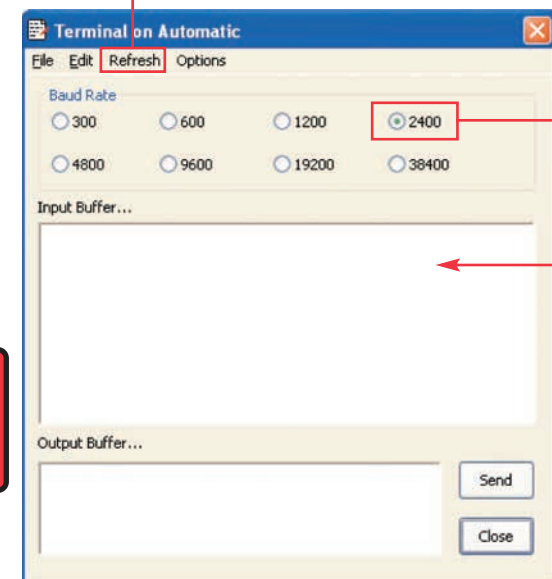 Terminal on Automatic
File Edit Refresh Options
Baud Rate
300 600 1200 2400
4800 9600 19200 38400
Input Buffer...
Output Buffer...
Send
Close